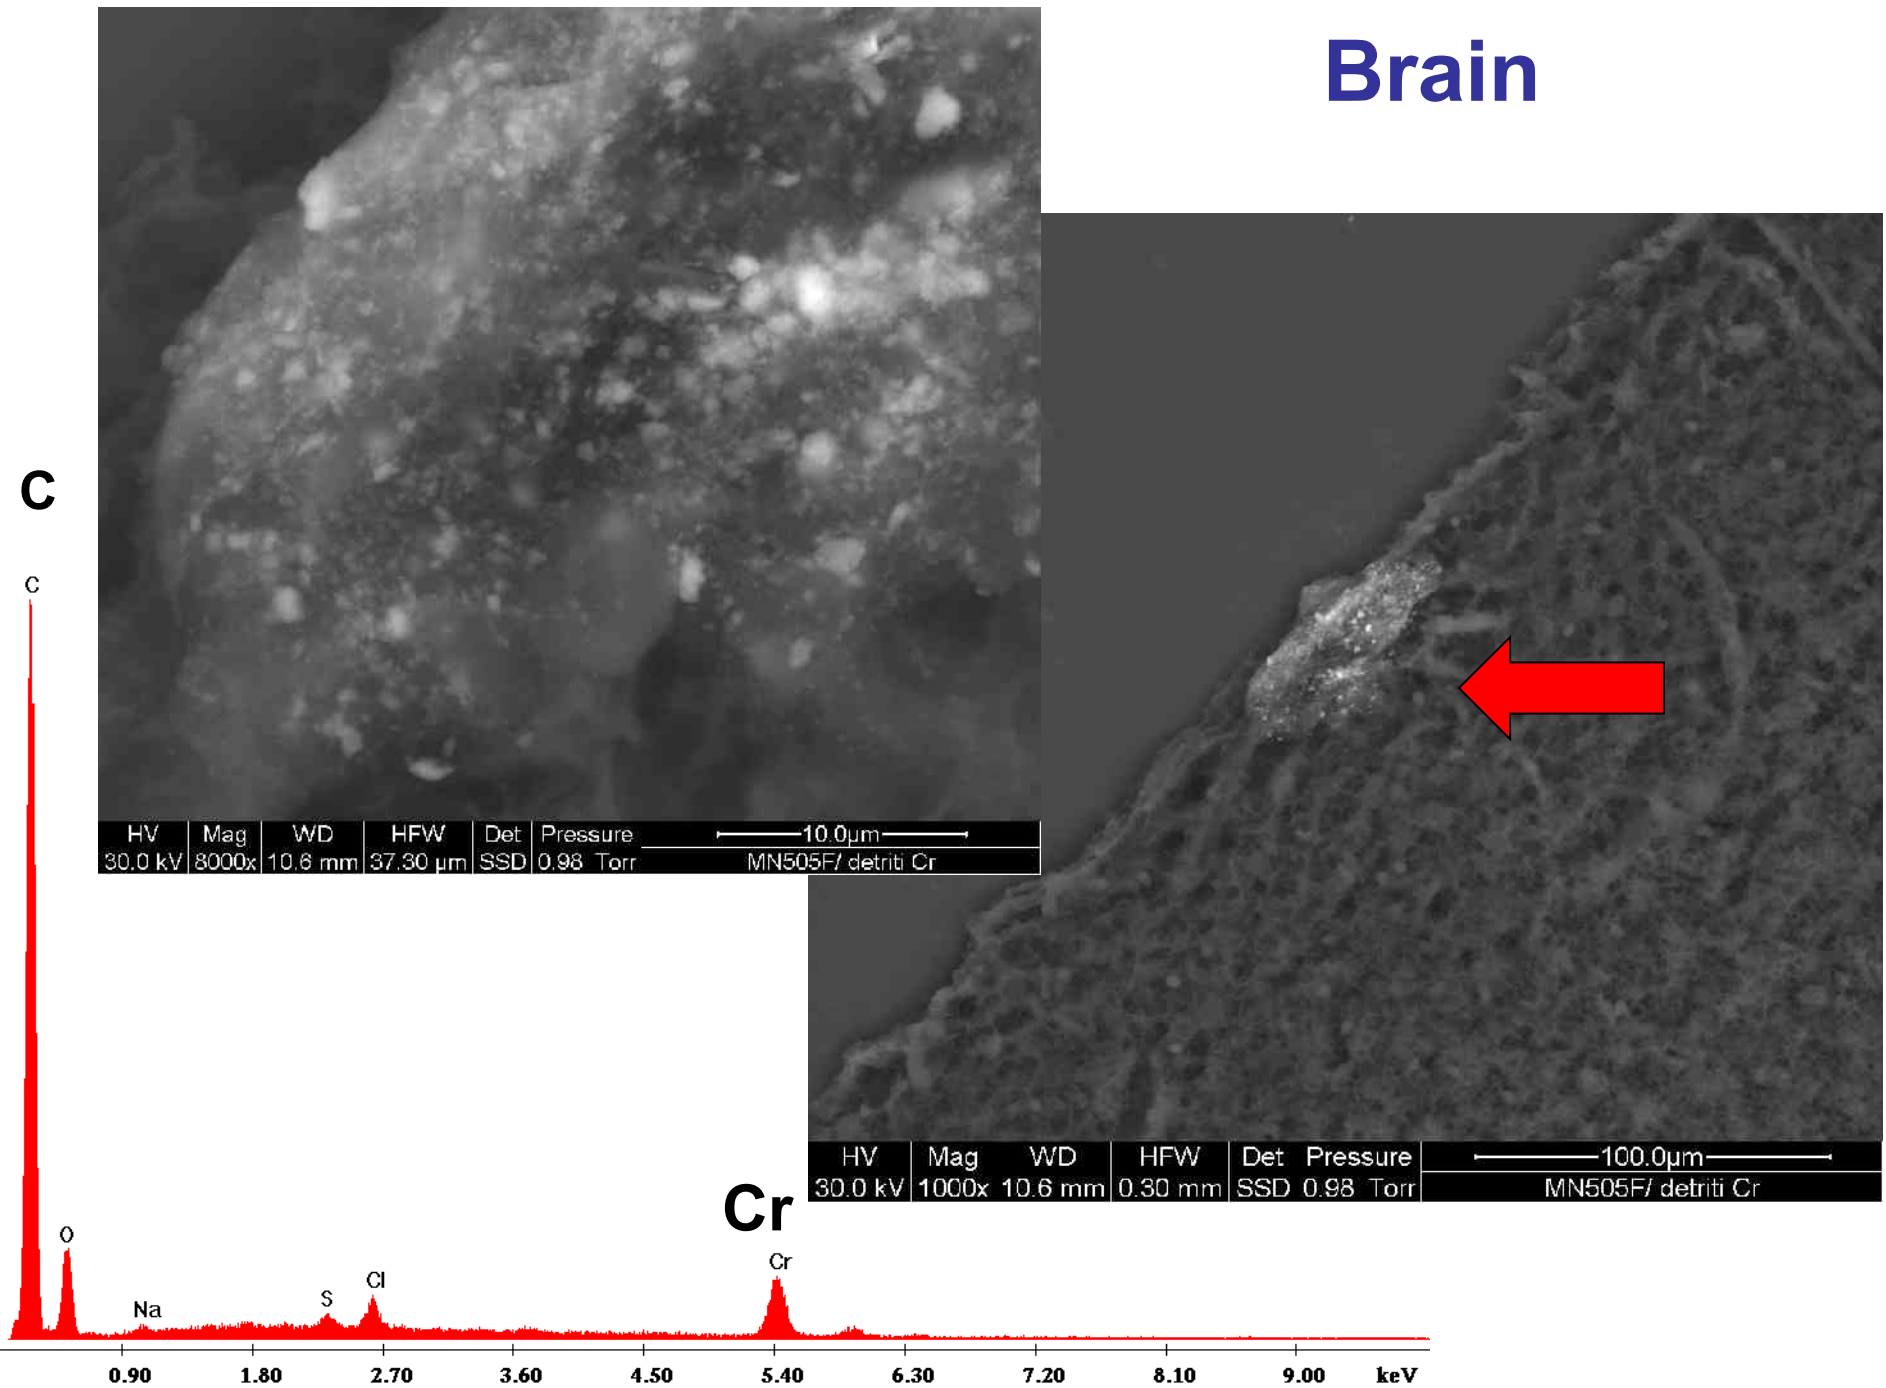 Brain
HV Mag WD HFW Det Pressure 10.0µm
30.0 kV 8000x 10.6 mm 37.30 µm SSD 0.98 Torr MN505F/ detriti Cr
HV Mag WD HFW Det Pressure 100.0µm
30.0 kV 1000x 10.6 mm 0.30 mm SSD 0.98 Torr MN505F/ detriti Cr
C
C
O
Na
S
Cl
Cr
Cr
0.90 1.80 2.70 3.60 4.50 5.40 6.30 7.20 8.10 9.00 keV